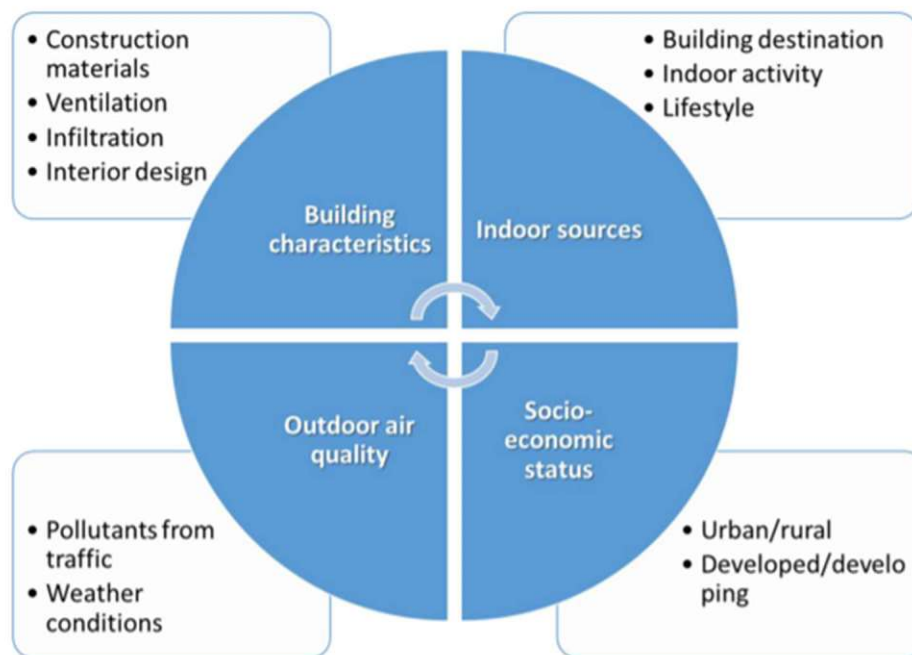 • Construction
materials
• Ventilation
• Infiltration
• Interior design
• Building destination
• Indoor activity
• Lifestyle
Building
characteristics
Indoor sources
Outdoor air
quality
Socio-
economic
status
• Pollutants from
traffic
• Weather
conditions
• Urban/rural
• Developed/develo
ping